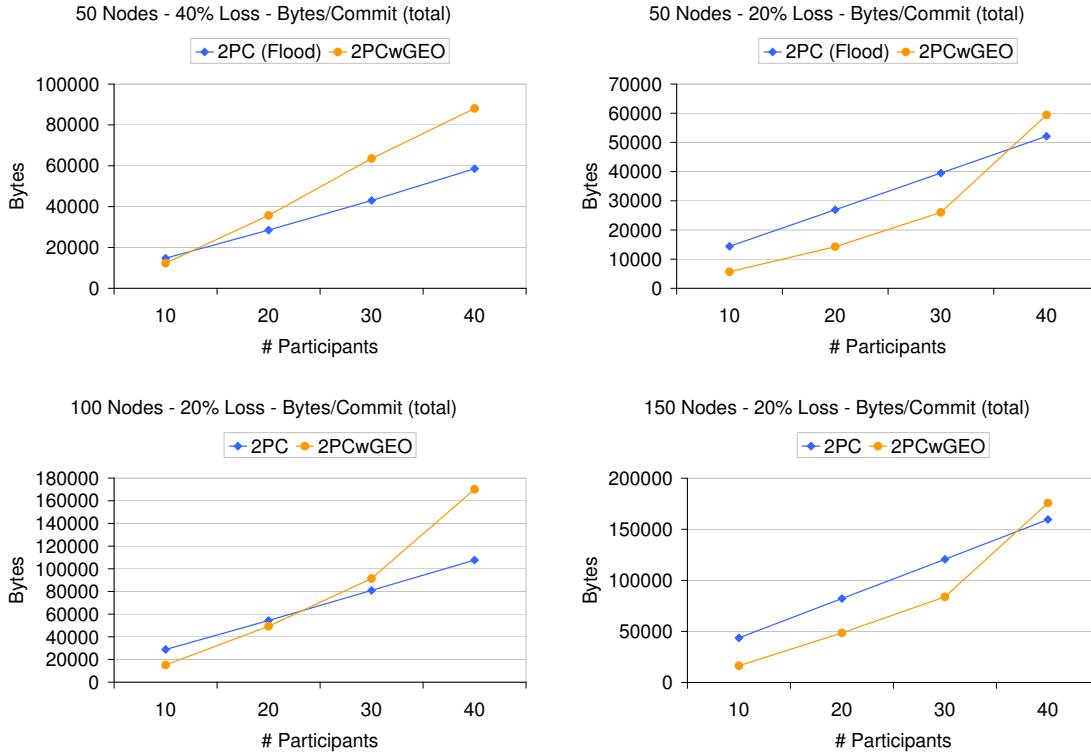 50 Nodes - 40% Loss - Bytes/Commit (total)
2PC (Flood) 2PCwGEO
100000
80000
60000
40000
20000
0
Bytes
10 20 30 40
# Participants
50 Nodes - 20% Loss - Bytes/Commit (total)
2PC (Flood) 2PCwGEO
70000
60000
50000
40000
30000
20000
10000
0
Bytes
10 20 30 40
# Participants
100 Nodes - 20% Loss - Bytes/Commit (total)
2PC 2PCwGEO
180000
160000
140000
120000
100000
80000
60000
40000
20000
0
Bytes
10 20 30 40
# Participants
150 Nodes - 20% Loss - Bytes/Commit (total)
2PC 2PCwGEO
200000
150000
100000
50000
0
Bytes
10 20 30 40
# Participants